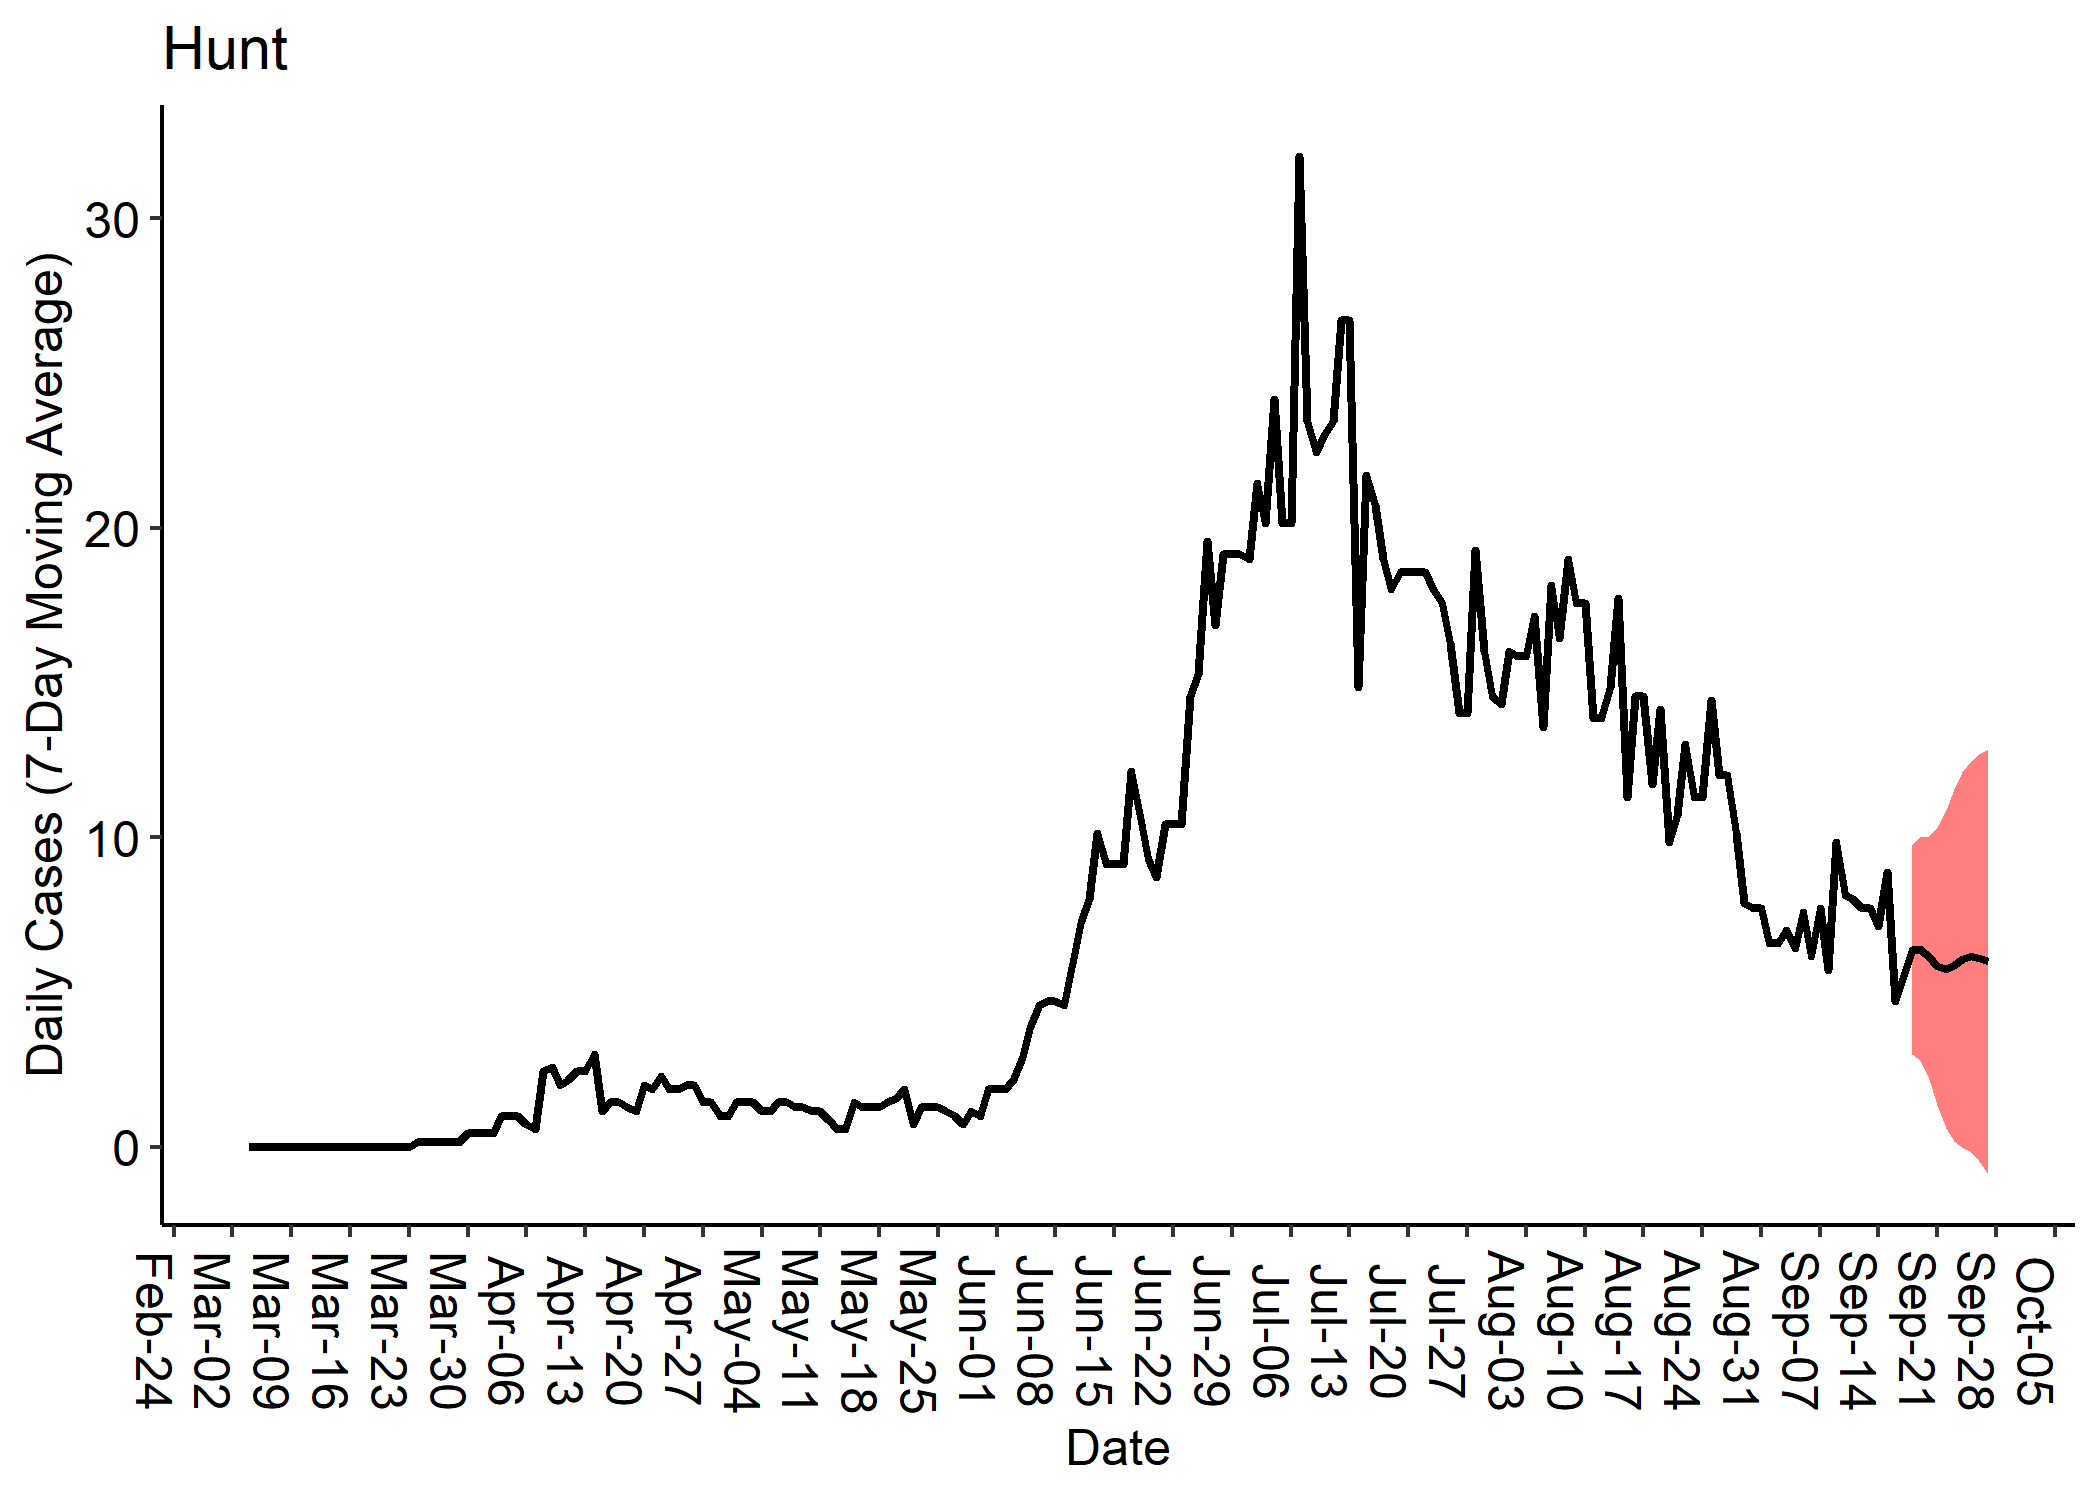 Hunt
Daily Cases (7-Day Moving Average)
30
20
10
0
Feb-24
Mar-02
Mar-09
Mar-16
Mar-23
Mar-30
Apr-06
Apr-13
Apr-20
Apr-27
May-04
May-11
May-18
May-25
Jun-01
Jun-08
Jun-15
Jun-22
Jun-29
Jul-06
Jul-13
Jul-20
Jul-27
Aug-03
Aug-10
Aug-17
Aug-24
Aug-31
Sep-07
Sep-14
Sep-21
Sep-28
Oct-05
Date